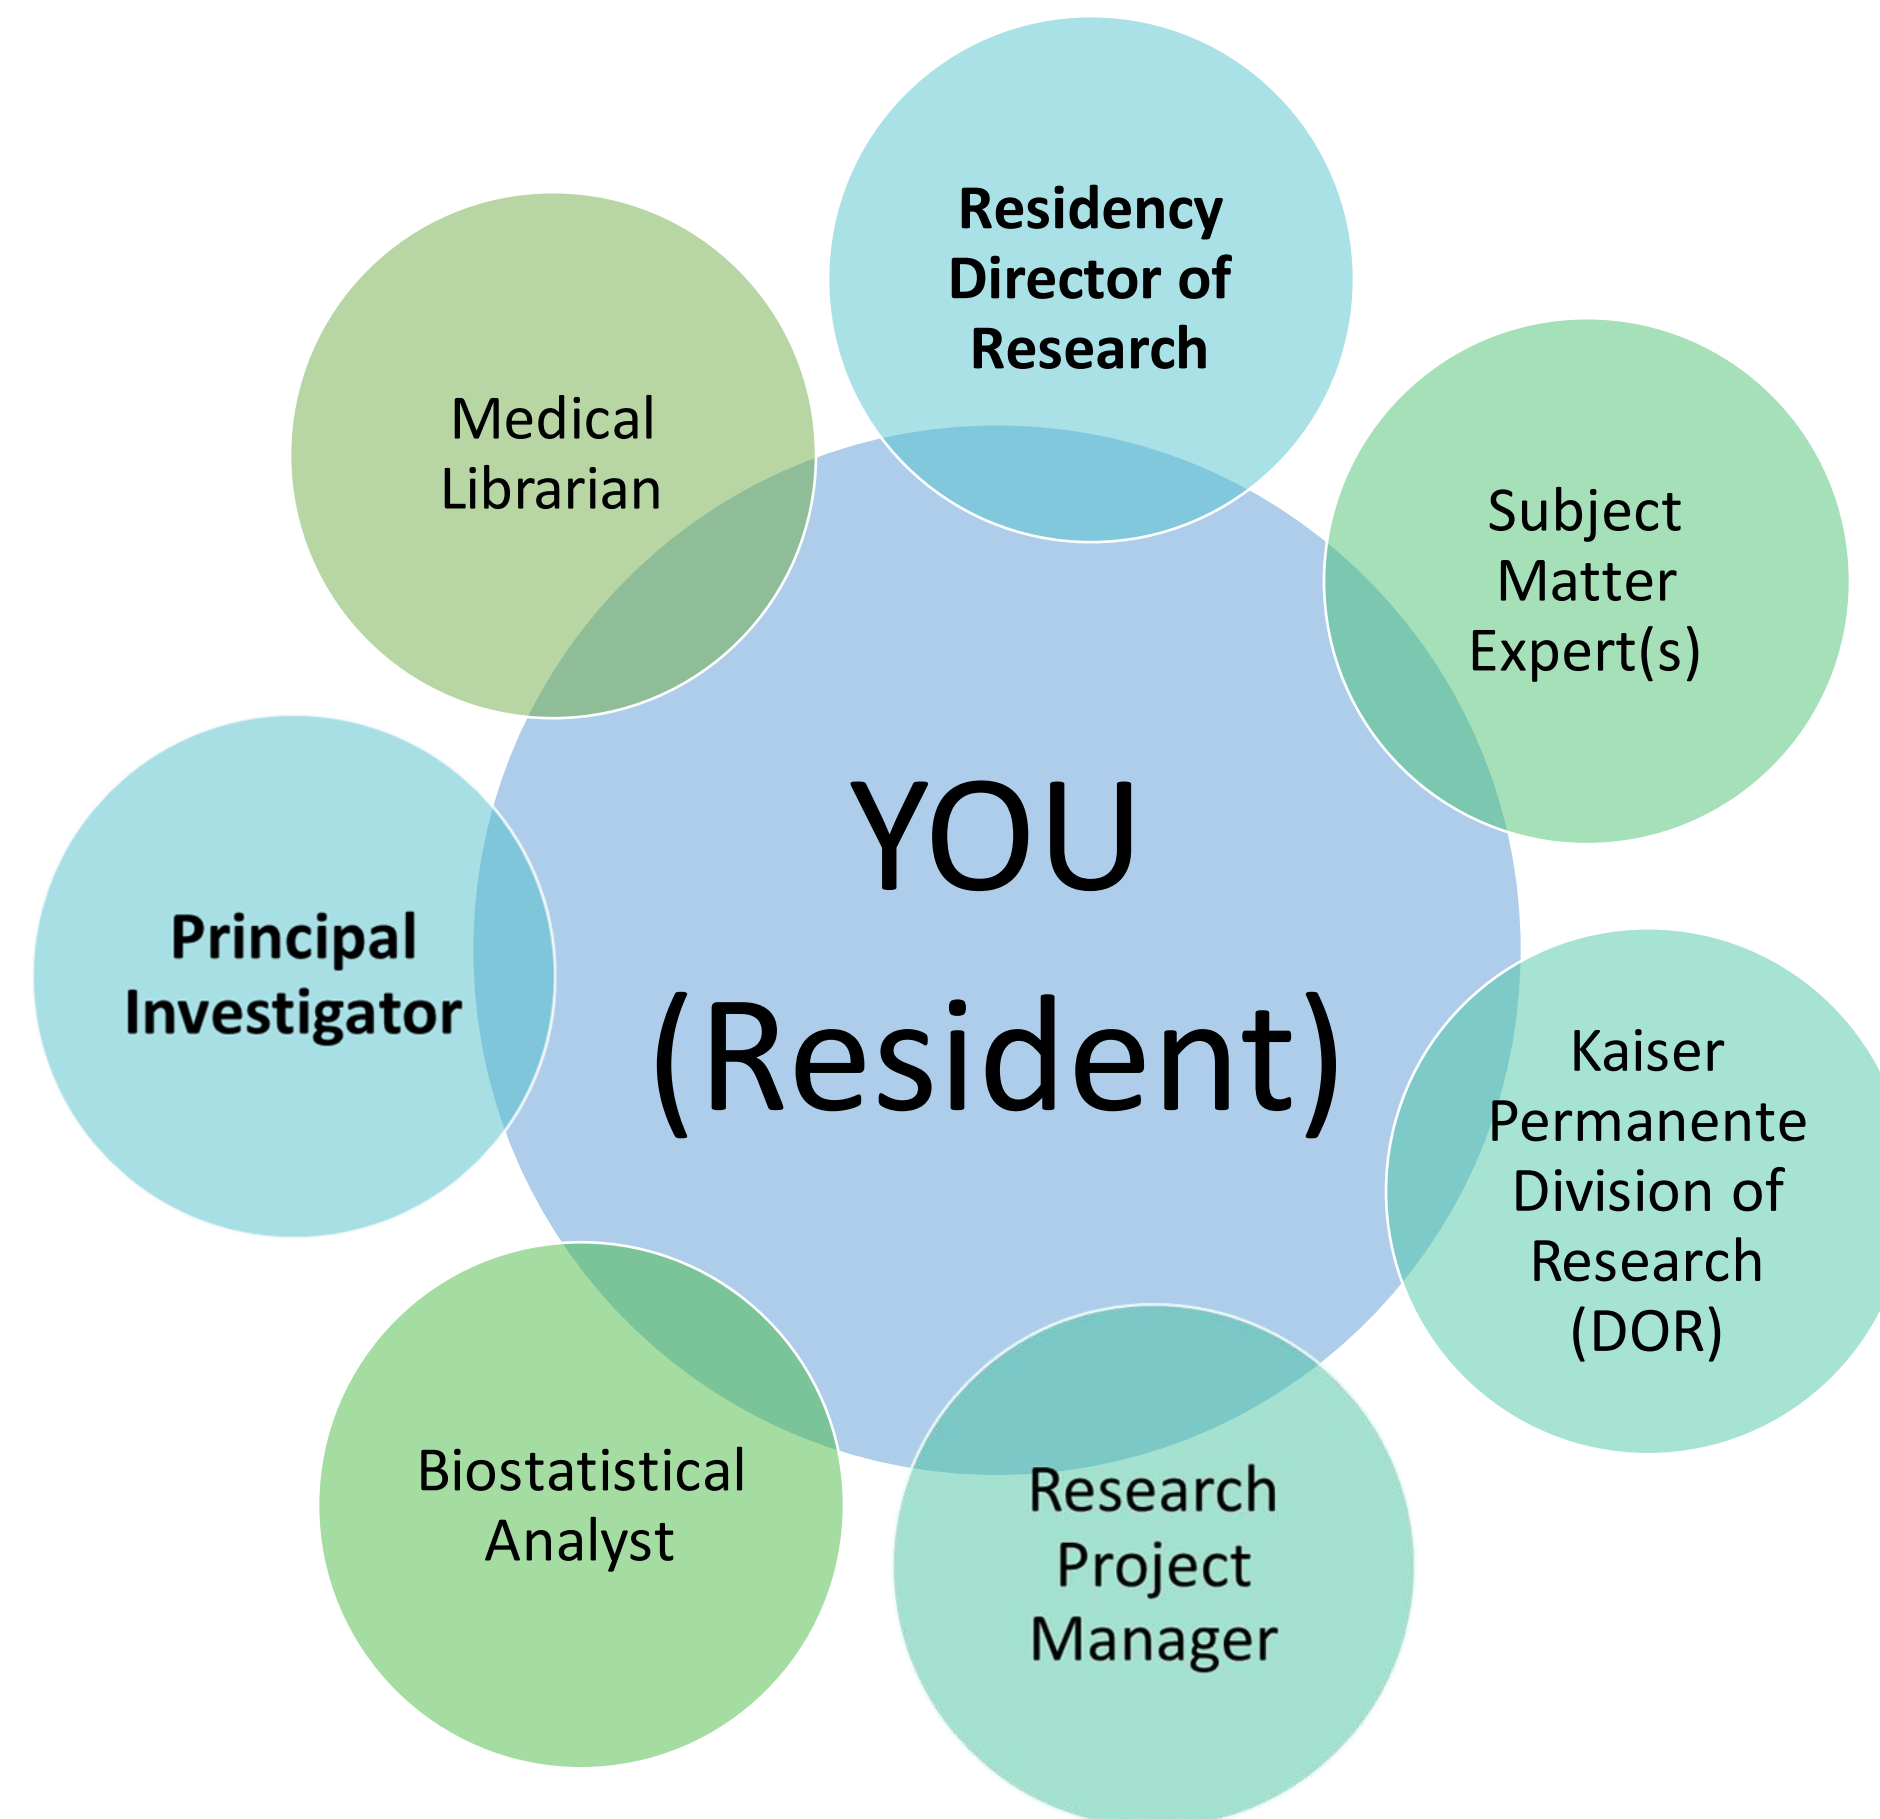 Residency
Director of
Research
Medical
Librarian
Subject
Matter
Expert(s)
YOU
(Resident)
Principal
Investigator
Kaiser
Permanente
Division of
Research
(DOR)
Biostatistical
Analyst
Research
Project
Manager